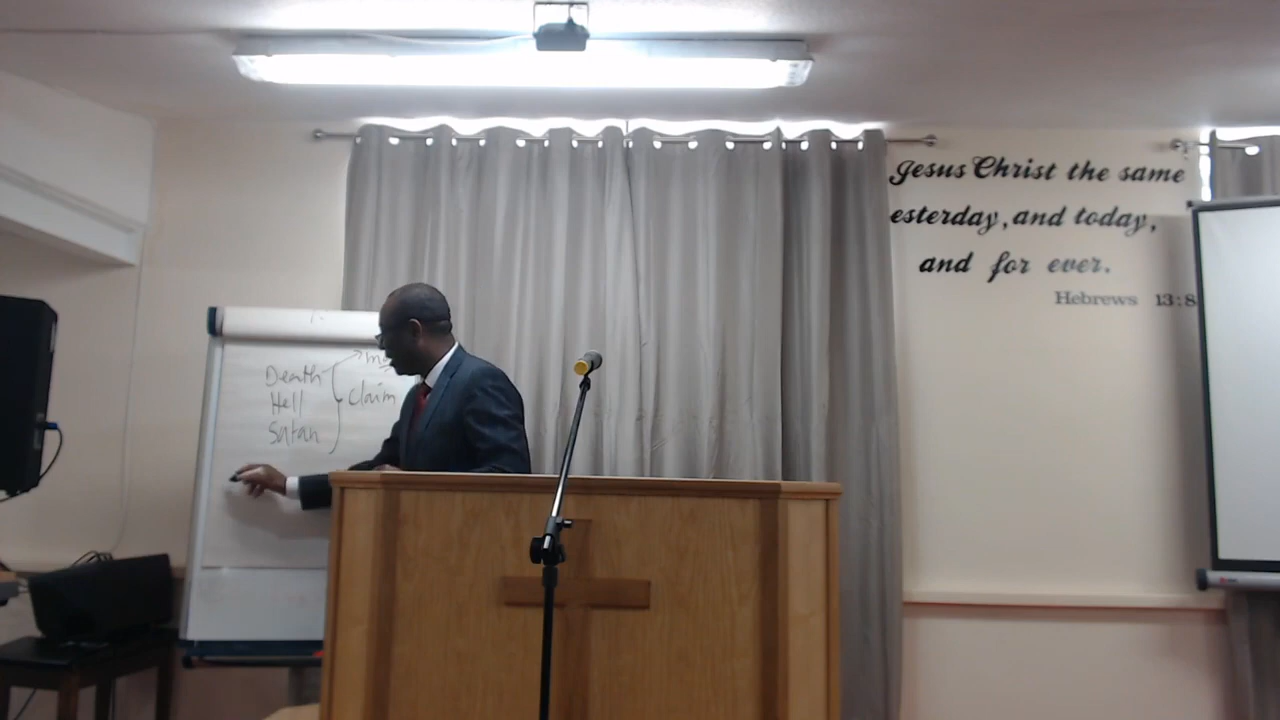 Death
Hell
Satan
Claim
Jesus Christ the same
esterday, and today,
and for ever.
Hebrews 13:8